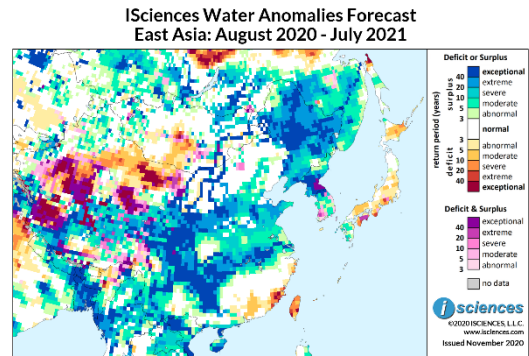 ISciences Water Anomalies Forecast
East Asia: August 2020 - July 2021
Deficit or Surplus
return period (years)
surplus
deficit
40
20
10
5
3
exceptional
extreme
severe
moderate
abnormal
normal
3
5
10
20
40
abnormal
moderate
severe
extreme
exceptional
Deficit & Surplus
40
20
10
5
3
exceptional
extreme
severe
moderate
abnormal
no data
isciences
©2020 ISCIENCES, L.L.C.
www.isciences.com
Issued November 2020